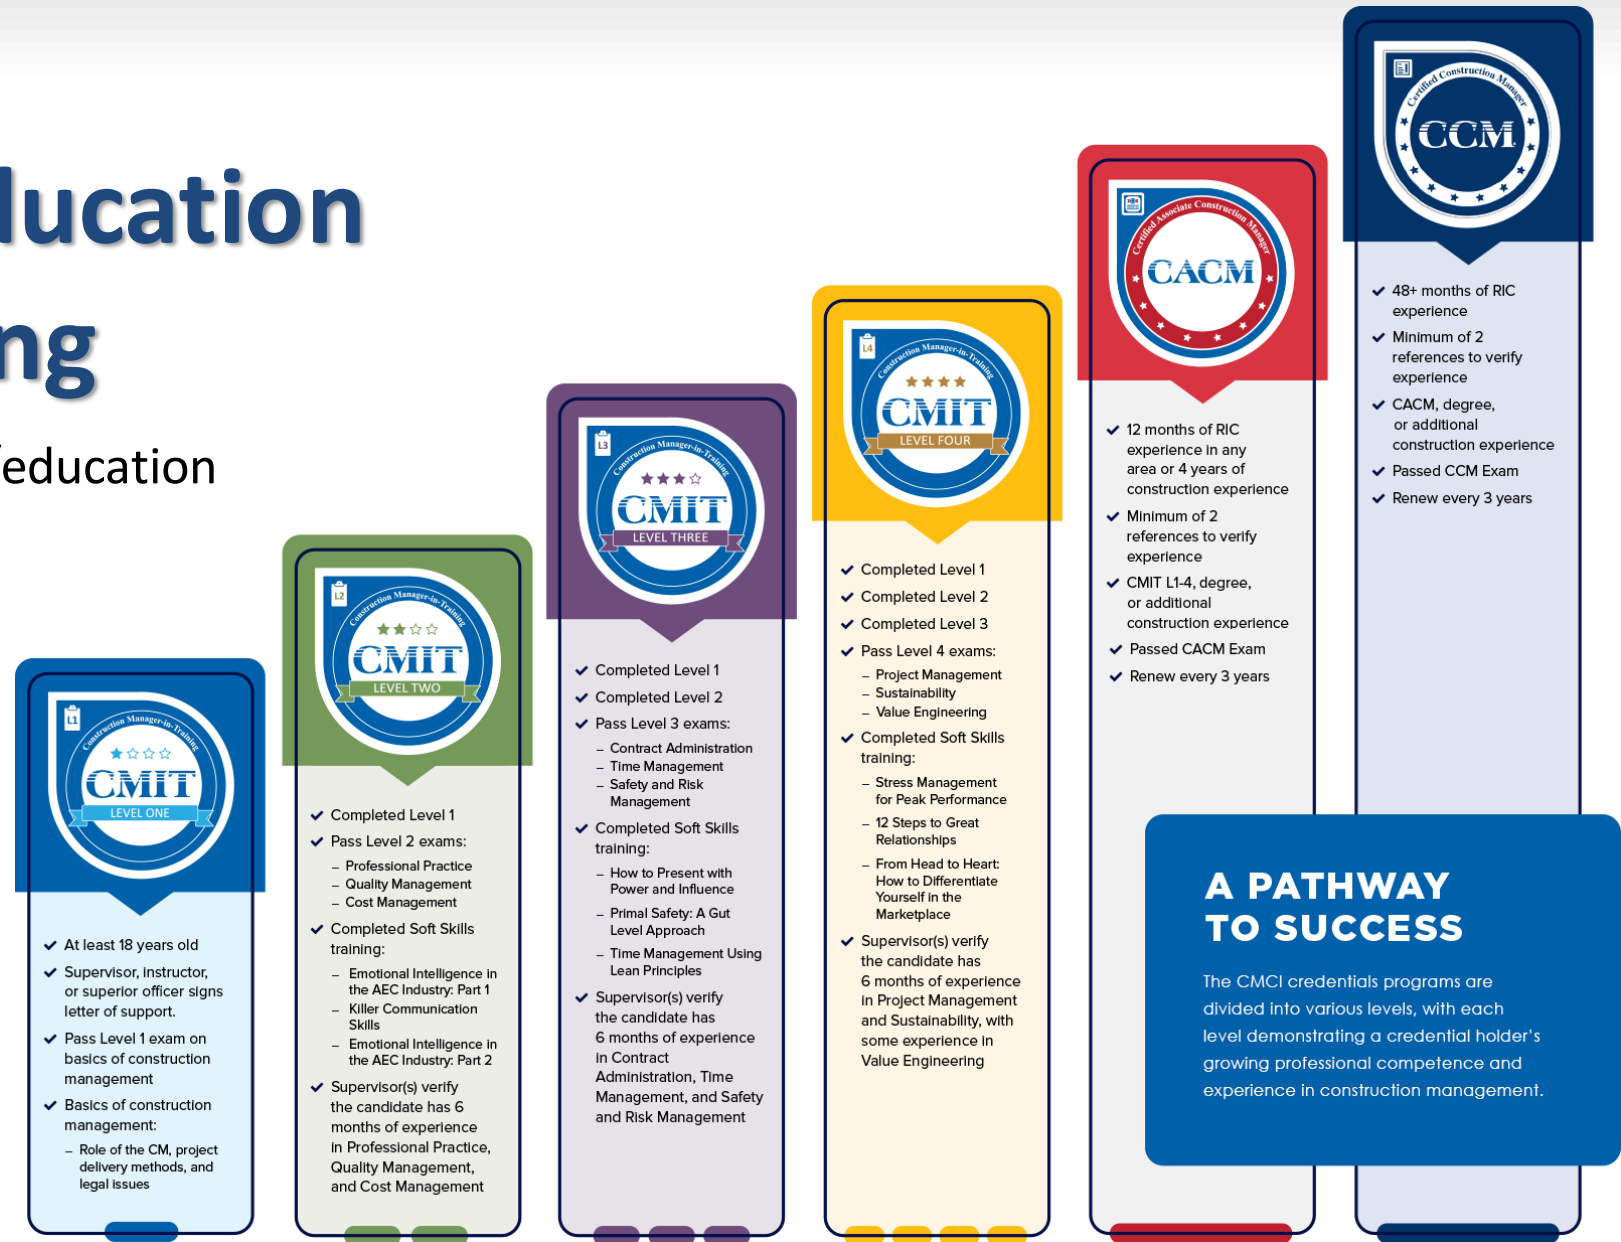 ducation
ng
/education
L1
Construction Manager-in-Training
CMIT
LEVEL ONE
At least 18 years old
Supervisor, instructor,
or superior officer signs
letter of support.
Pass Level 1 exam on
basics of construction
management
Basics of construction
management:
– Role of the CM, project
delivery methods, and
legal issues
L2
Construction Manager-in-Training
CMIT
LEVEL TWO
Completed Level 1
Pass Level 2 exams:
– Professional Practice
– Quality Management
– Cost Management
Completed Soft Skills
training:
– Emotional Intelligence in
the AEC Industry: Part 1
– Killer Communication
Skills
– Emotional Intelligence in
the AEC Industry: Part 2
Supervisor(s) verify
the candidate has 6
months of experience
in Professional Practice,
Quality Management,
and Cost Management
L3
Construction Manager-in-Training
CMIT
LEVEL THREE
Completed Level 1
Completed Level 2
Pass Level 3 exams:
– Contract Administration
– Time Management
– Safety and Risk
Management
Completed Soft Skills
training:
– How to Present with
Power and Influence
– Primal Safety: A Gut
Level Approach
– Time Management Using
Lean Principles
Supervisor(s) verify
the candidate has
6 months of experience
in Contract
Administration, Time
Management, and Safety
and Risk Management
L4
Construction Manager-in-Training
CMIT
LEVEL FOUR
Completed Level 1
Completed Level 2
Completed Level 3
Pass Level 4 exams:
– Project Management
– Sustainability
– Value Engineering
Completed Soft Skills
training:
– Stress Management
for Peak Performance
– 12 Steps to Great
Relationships
– From Head to Heart:
How to Differentiate
Yourself in the
Marketplace
Supervisor(s) verify
the candidate has
6 months of experience
in Project Management
and Sustainability, with
some experience in
Value Engineering
Certified Associate Construction Manager
CACM
12 months of RIC
experience in any
area or 4 years of
construction experience
Minimum of 2
references to verify
experience
CMIT L1-4, degree,
or additional
construction experience
Passed CACM Exam
Renew every 3 years
Certified Construction Manager
CCM
48+ months of RIC
experience
Minimum of 2
references to verify
experience
CACM, degree,
or additional
construction experience
Passed CCM Exam
Renew every 3 years
A PATHWAY
TO SUCCESS
The CMCI credentials programs are
divided into various levels, with each
level demonstrating a credential holder's
growing professional competence and
experience in construction management.